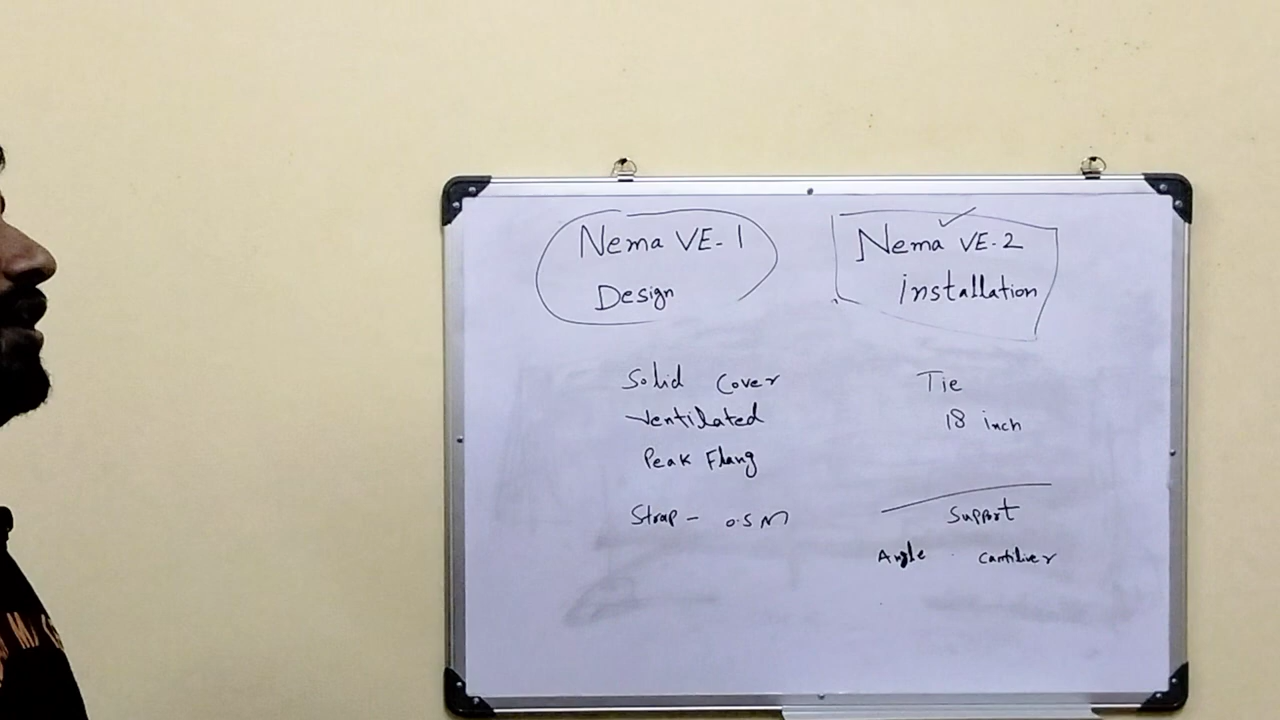 Nema VE-1
Design
Solid Cover
Ventilated
Peak Flang
Strap - 0.5 M
Nema VE-2
installation
Tie
18 inch
Support
Angle cantiliver